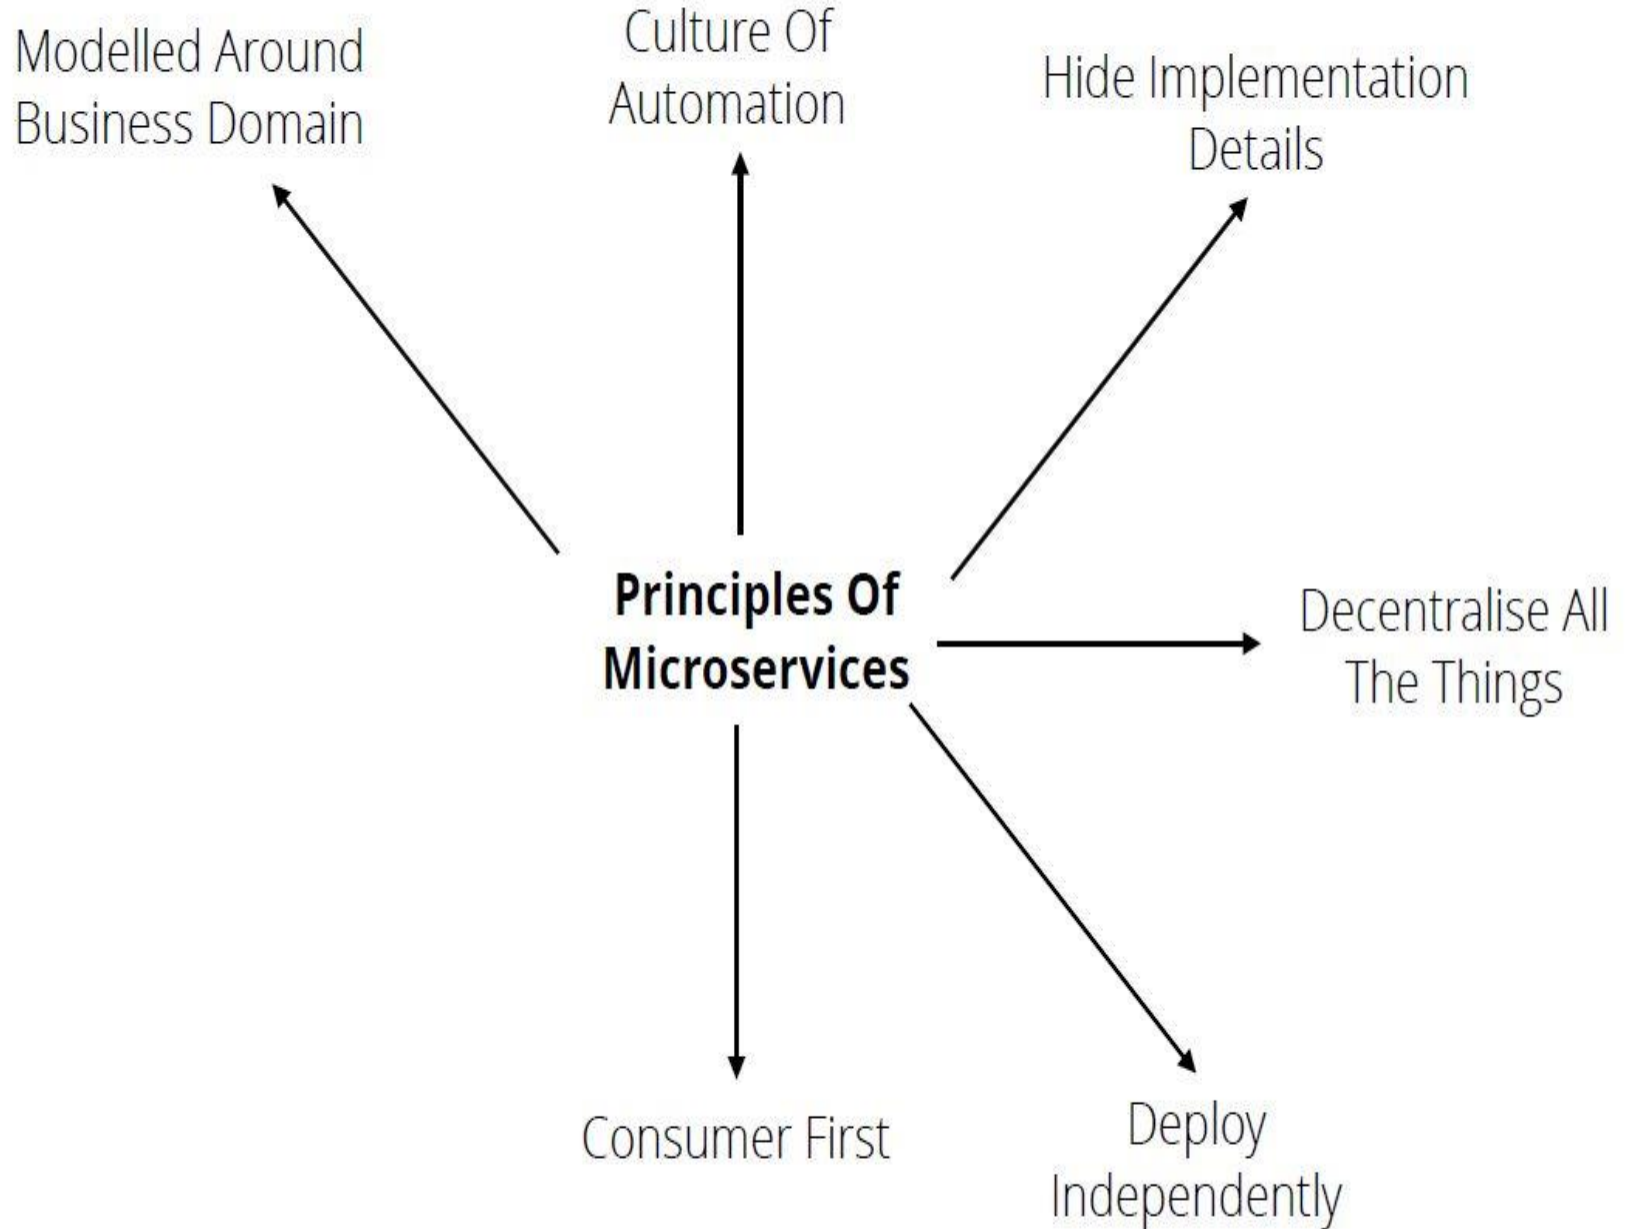 Modelled Around
Business Domain
Culture Of
Automation
Hide Implementation
Details
Principles Of
Microservices
Decentralise All
The Things
Consumer First
Deploy
Independently